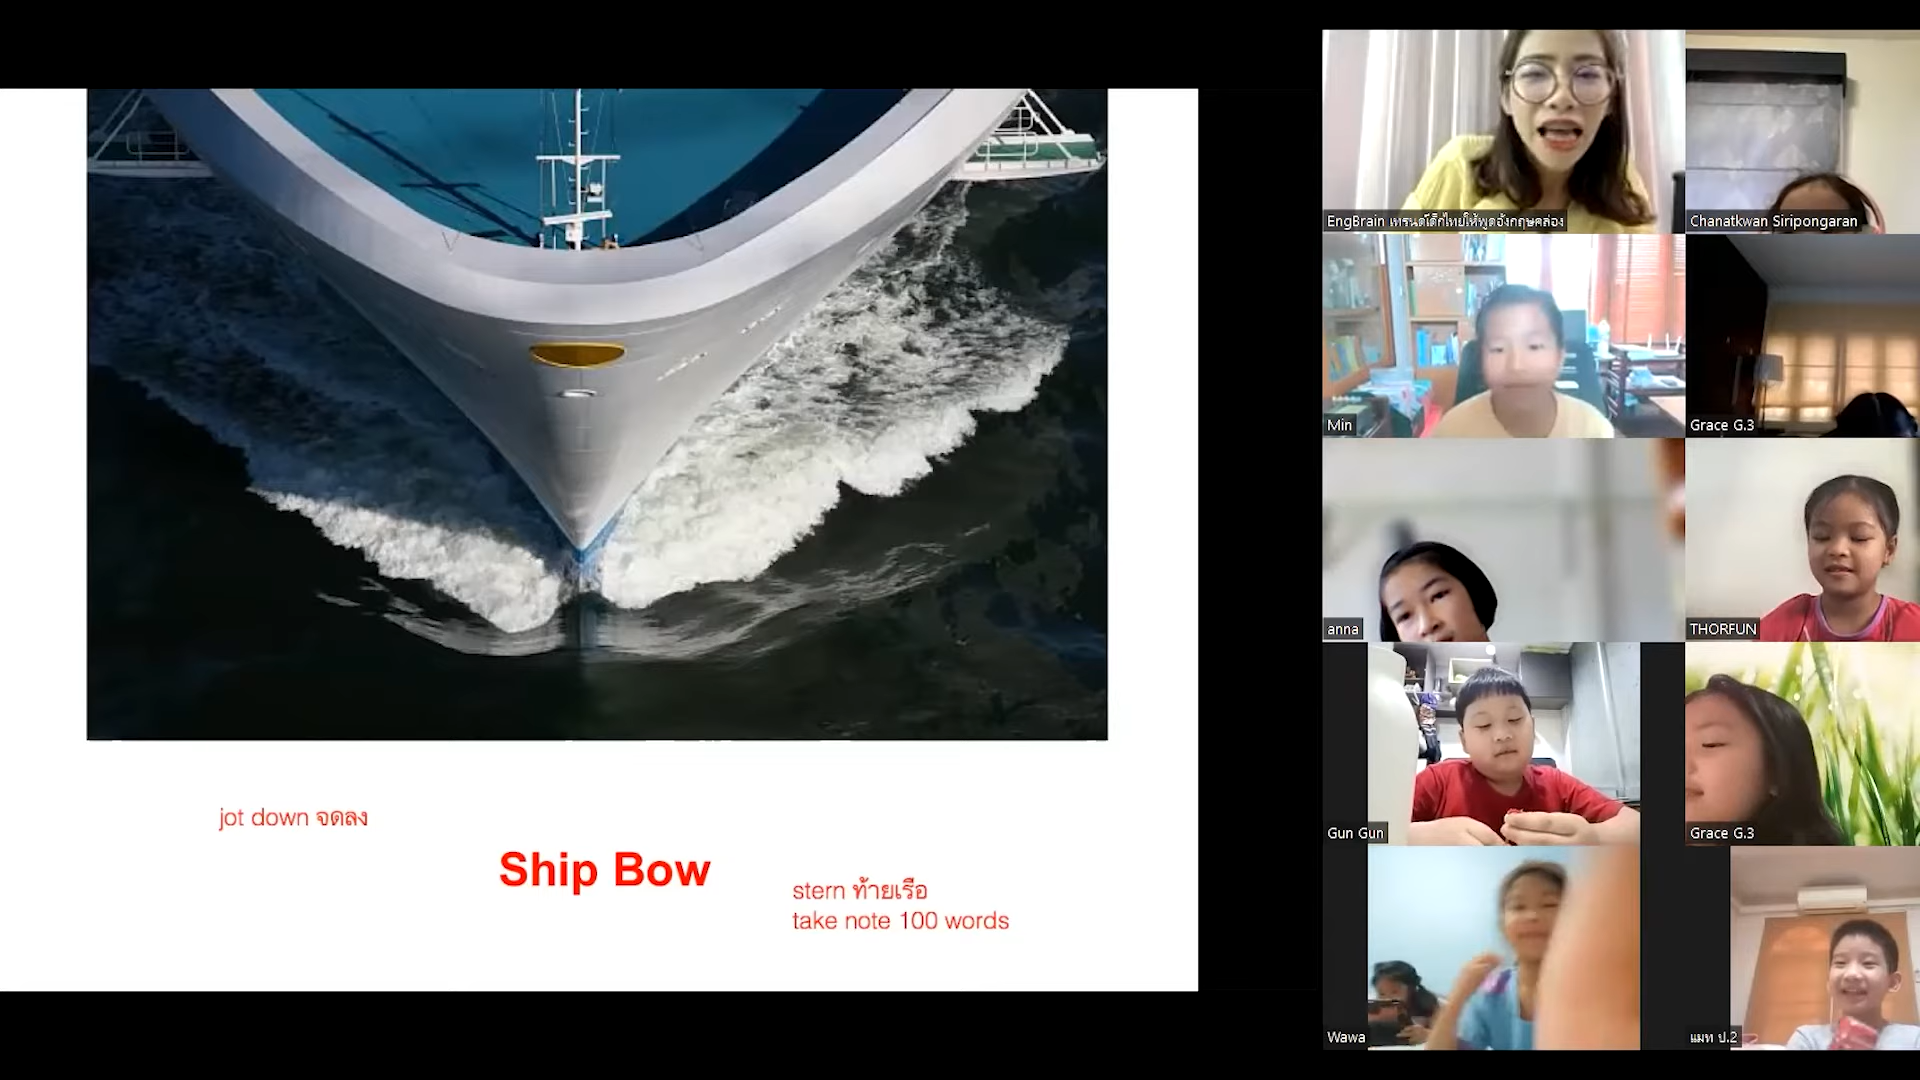 jot down จดลง
Ship Bow
stern ท้ายเรือ
take note 100 words
EngBrain เทรนด์เด็กไทยให้พูดอังกฤษคล่อง
Chanatkwan Siripongaran
Min
Grace G.3
anna
THORFUN
Gun Gun
Grace G.3
Wawa
แมท ป.2